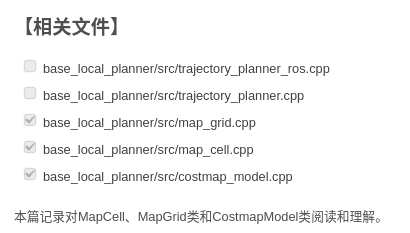 【相关文件】
base_local_planner/src/trajectory_planner_ros.cpp
base_local_planner/src/trajectory_planner.cpp
base_local_planner/src/map_grid.cpp
base_local_planner/src/map_cell.cpp
base_local_planner/src/costmap_model.cpp
本篇记录对MapCell、MapGrid类和CostmapModel类阅读和理解。